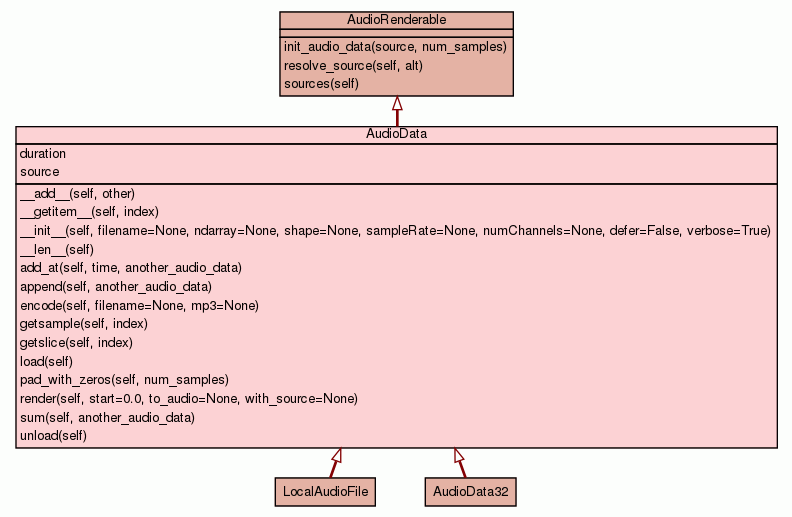 AudioRenderable
init_audio_data(source, num_samples)
resolve_source(self, alt)
sources(self)
AudioData
duration
source
__add__(self, other)
__getitem__(self, index)
__init__(self, filename=None, ndarray=None, shape=None, sampleRate=None, numChannels=None, defer=False, verbose=True)
__len__(self)
add_at(self, time, another_audio_data)
append(self, another_audio_data)
encode(self, filename=None, mp3=None)
getsample(self, index)
getslice(self, index)
load(self)
pad_with_zeros(self, num_samples)
render(self, start=0.0, to_audio=None, with_source=None)
sum(self, another_audio_data)
unload(self)
LocalAudioFile
AudioData32